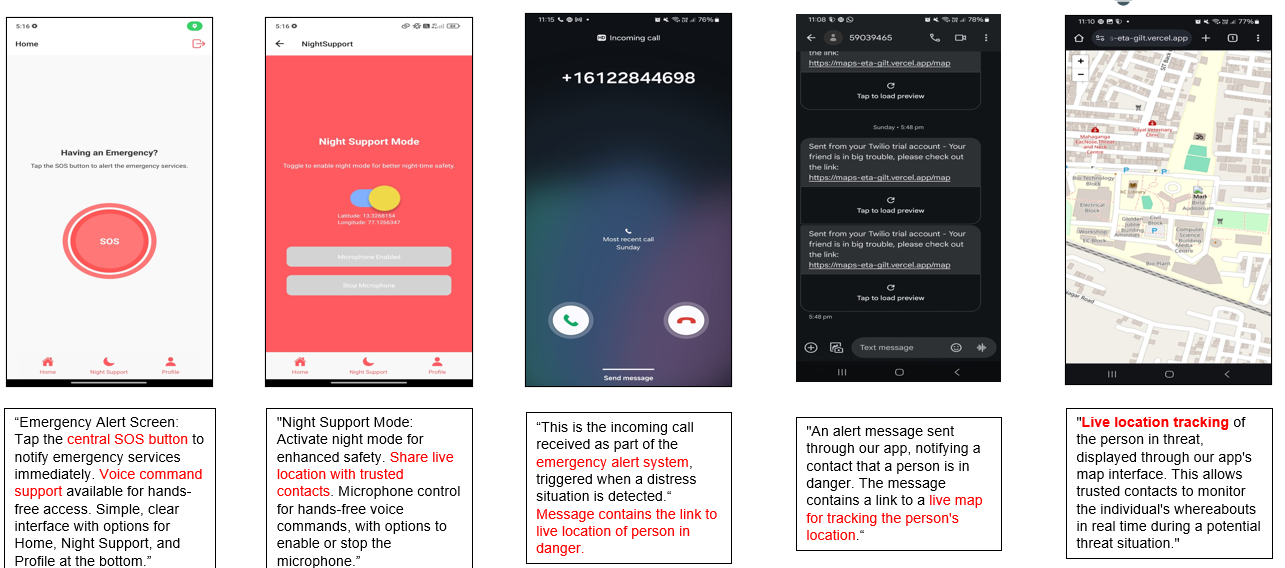 5:16
Home
Having an Emergency?
Tap the SOS button to alert the emergency services.
SOS
Home
Night Support
Profile
5:16
NightSupport
Night Support Mode
Toggle to enable night mode for better night-time safety.
Latitude: 13.3268154
Longitude: 77.1266347
Microphone Enabled
Stop Microphone
Home
Night Support
Profile
11:15
76%
HD Incoming call
+16122844698
Most recent call
Sunday
Send message
11:08
78%
59039465
the link:
https://maps-eta-gilt.vercel.app/map
Tap to load preview
Sunday • 5:48 pm
Sent from your Twilio trial account - Your
friend is in big trouble, please check out
the link:
https://maps-eta-gilt.vercel.app/map
Tap to load preview
Sent from your Twilio trial account - Your
friend is in big trouble, please check out
the link:
https://maps-eta-gilt.vercel.app/map
Tap to load preview
5:48 pm
Text message
11:10
77%
s-eta-gilt.vercel.app
1
+
−
SIT Back
Mahaganga
Ear,Nose,Throat
and Neck
Centre
Royal Veterinary
Clinic
Bio Technology
Block
EC Library
Mark
Birla
Auditorium
Electrical
Block
Golden
Jubilee
Building
Civil
Block
Workshop
EC Block
Computer
Science
Building
Media
Centre
Bio Plant
Nagar Road
“Emergency Alert Screen:
Tap the central SOS button to
notify emergency services
immediately. Voice command
support available for hands-
free access. Simple, clear
interface with options for
Home, Night Support, and
Profile at the bottom.”
"Night Support Mode:
Activate night mode for
enhanced safety. Share live
location with trusted
contacts. Microphone control
for hands-free voice
commands, with options to
enable or stop the
microphone.”
“This is the incoming call
received as part of the
emergency alert system,
triggered when a distress
situation is detected.“
Message contains the link to
live location of person in
danger.
"An alert message sent
through our app, notifying a
contact that a person is in
danger. The message
contains a link to a live map
for tracking the person's
location.“
"Live location tracking of
the person in threat,
displayed through our app's
map interface. This allows
trusted contacts to monitor
the individual's whereabouts
in real time during a potential
threat situation."